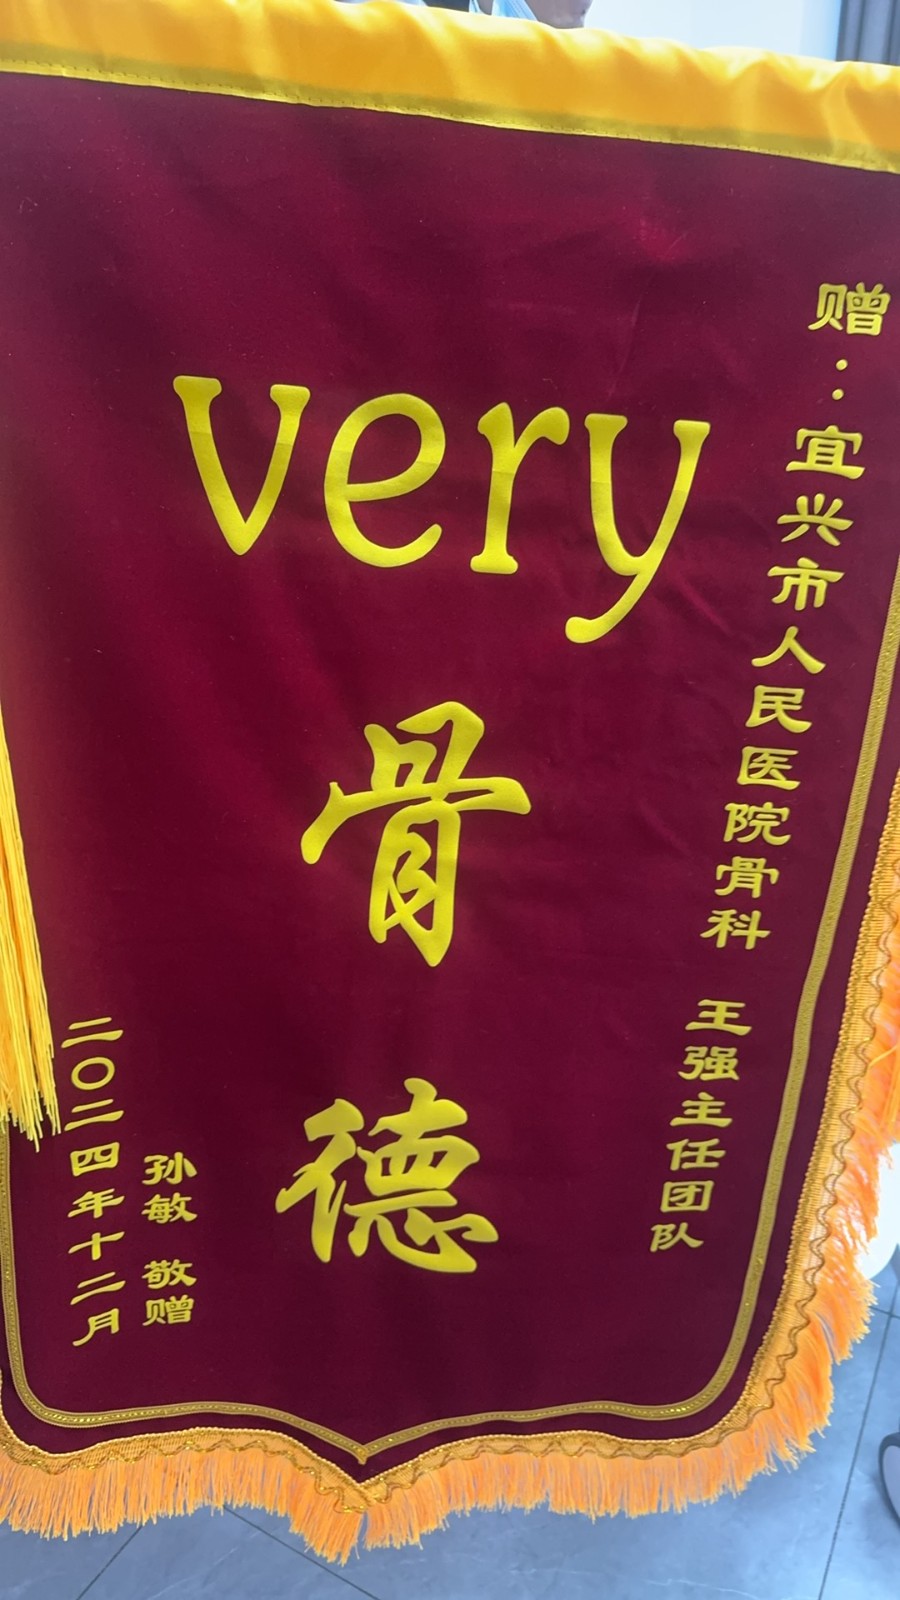 赠：宜兴市人民医院骨科 王强主任团队
very
骨
德
孙敏 敬赠
二〇二四年十二月